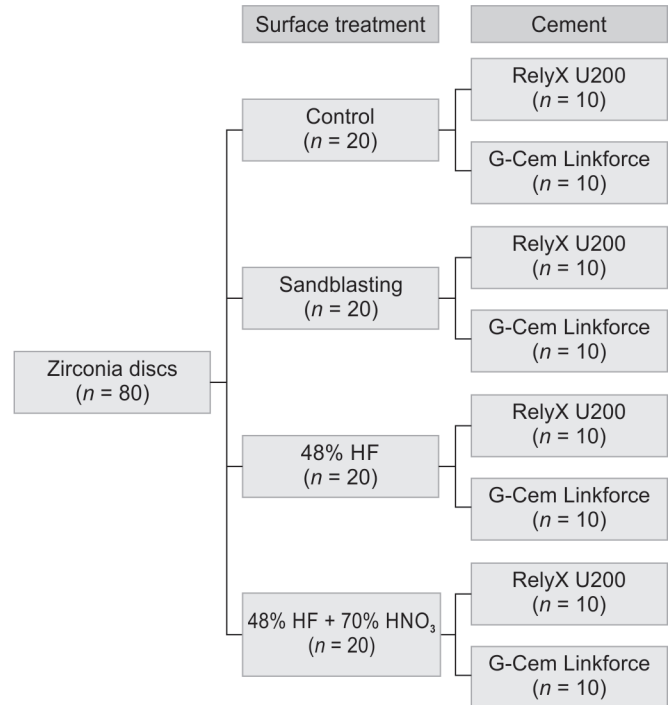 Surface treatment
Cement
Zirconia discs
(n = 80)
Control
(n = 20)
RelyX U200
(n = 10)
G-Cem Linkforce
(n = 10)
Sandblasting
(n = 20)
RelyX U200
(n = 10)
G-Cem Linkforce
(n = 10)
48% HF
(n = 20)
RelyX U200
(n = 10)
G-Cem Linkforce
(n = 10)
48% HF + 70% HNO₃
(n = 20)
RelyX U200
(n = 10)
G-Cem Linkforce
(n = 10)